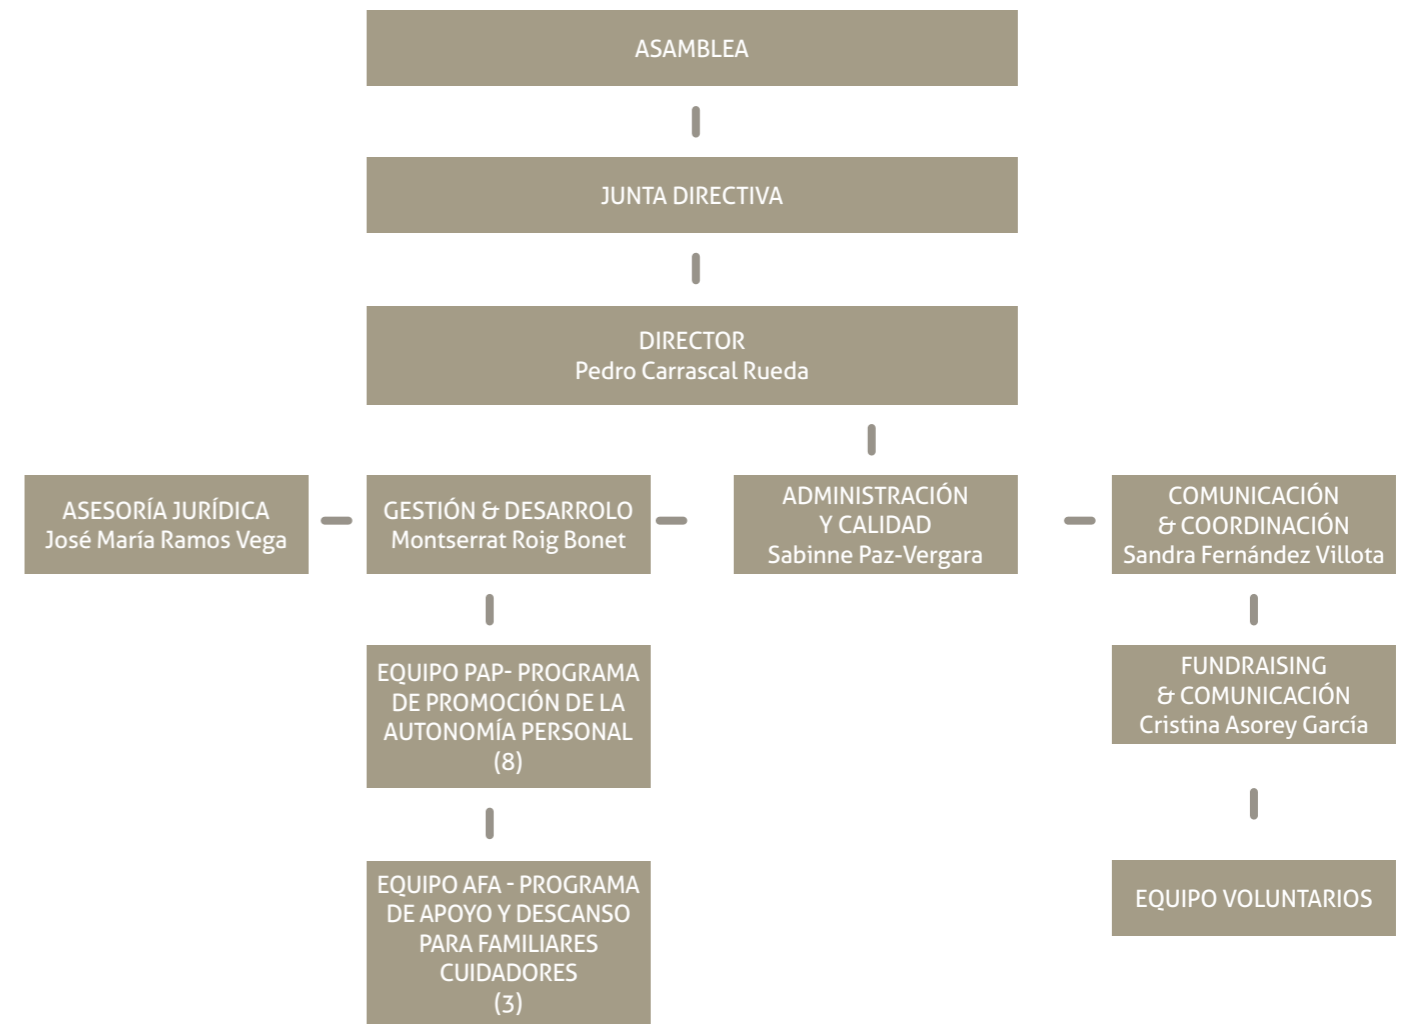 ASAMBLEA
JUNTA DIRECTIVA
DIRECTOR
Pedro Carrascal Rueda
ASESORÍA JURÍDICA
José María Ramos Vega
GESTIÓN & DESARROLO
Montserrat Roig Bonet
ADMINISTRACIÓN
Y CALIDAD
Sabinne Paz-Vergara
COMUNICACIÓN
& COORDINACIÓN
Sandra Fernández Villota
EQUIPO PAP- PROGRAMA
DE PROMOCIÓN DE LA
AUTONOMÍA PERSONAL
(8)
FUNDRAISING
& COMUNICACIÓN
Cristina Asorey García
EQUIPO AFA - PROGRAMA
DE APOYO Y DESCANSO
PARA FAMILIARES
CUIDADORES
(3)
EQUIPO VOLUNTARIOS